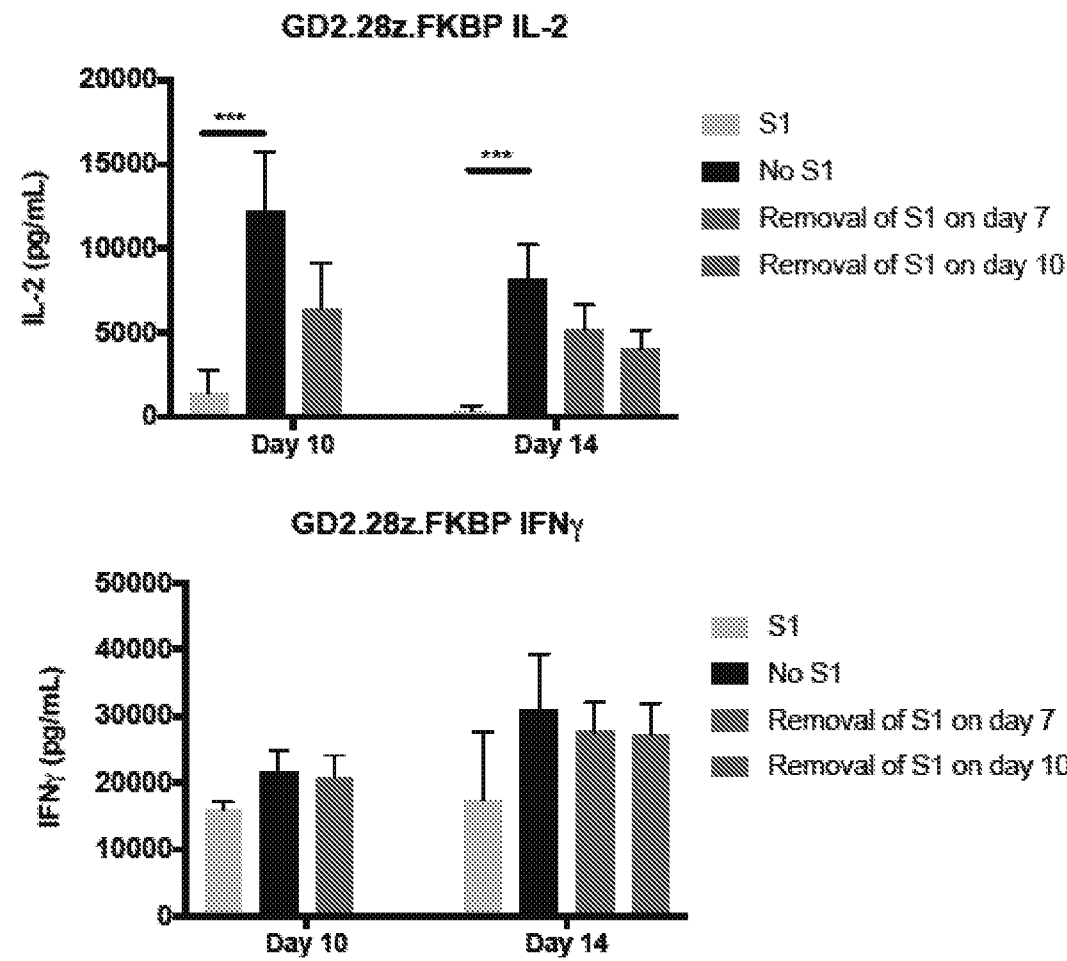 GD2.28z.FKBP IL-2
20000
15000
10000
5000
0
IL-2 (pg/mL)
***
***
Day 10
Day 14
S1
No S1
Removal of S1 on day 7
Removal of S1 on day 10
GD2.28z.FKBP IFNγ
50000
40000
30000
20000
10000
0
IFNγ (pg/mL)
Day 10
Day 14
S1
No S1
Removal of S1 on day 7
Removal of S1 on day 10